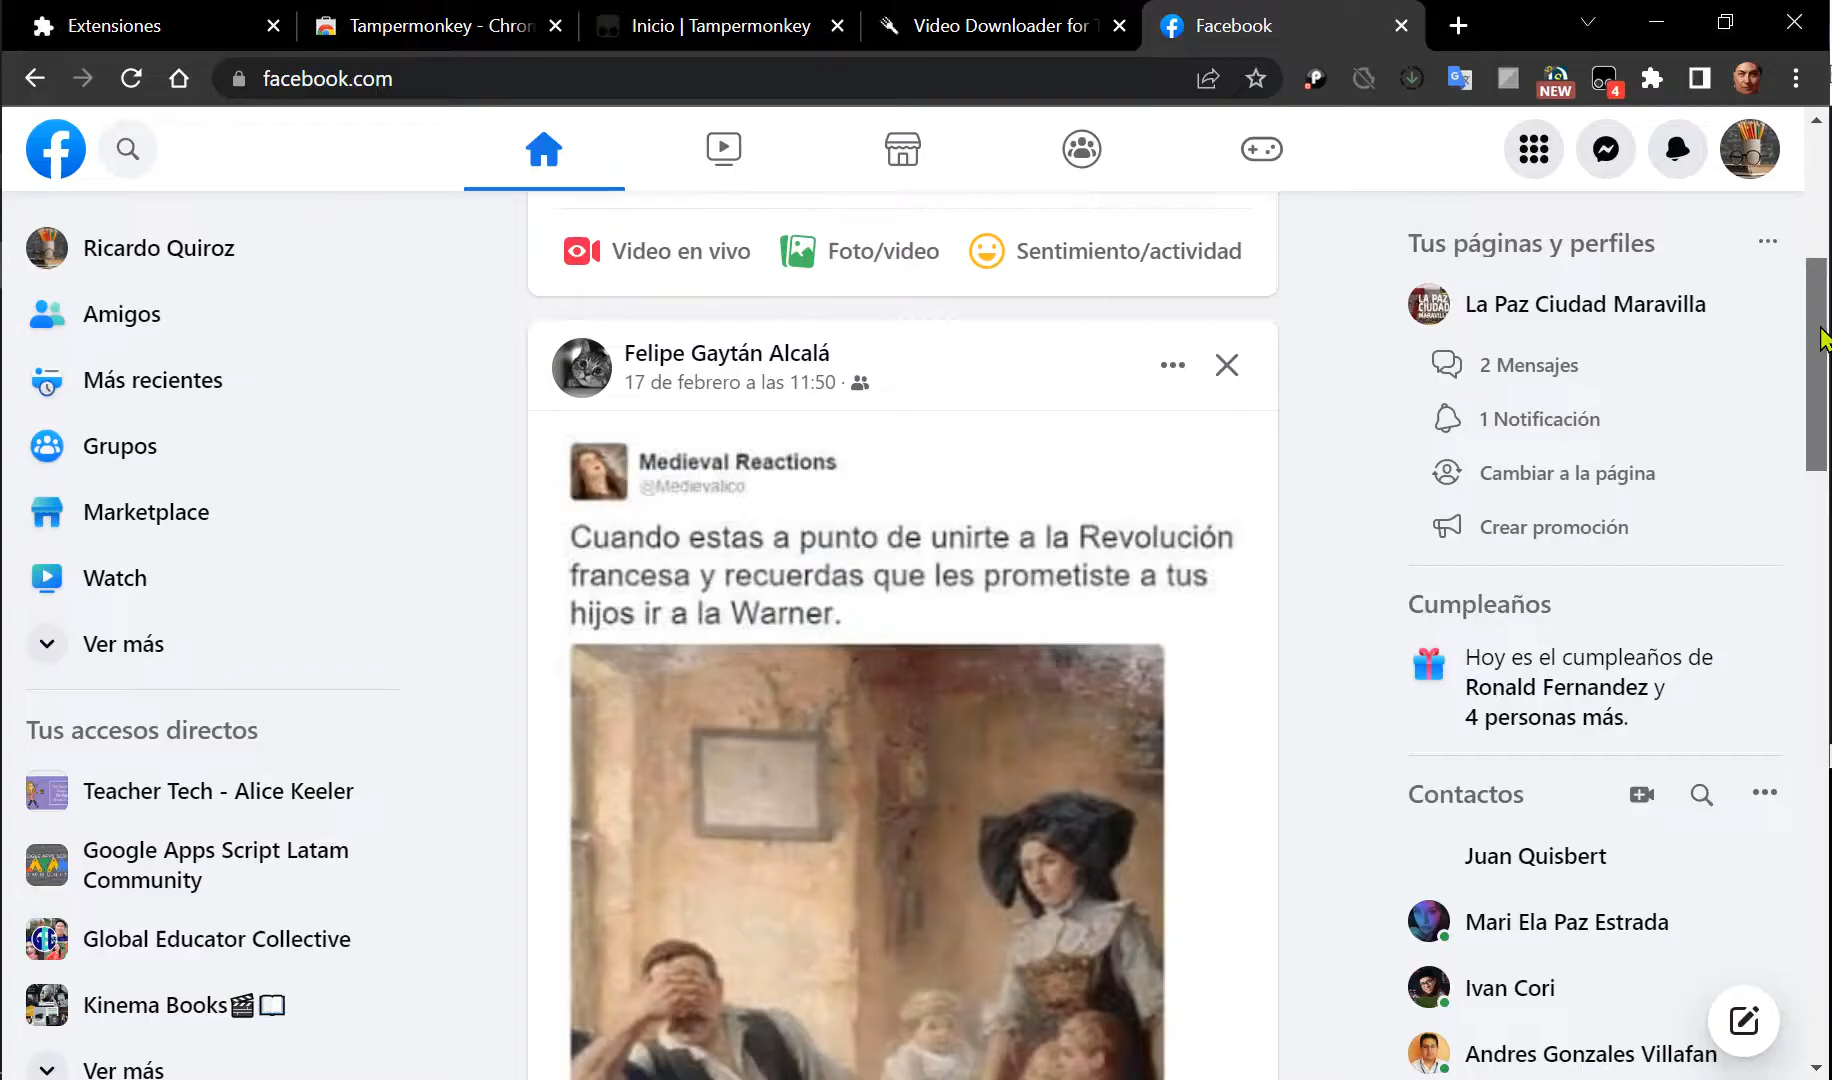 Extensiones
Tampermonkey - Chron
Inicio | Tampermonkey
Video Downloader for
Facebook
facebook.com
NEW
4
Ricardo Quiroz
Amigos
Más recientes
Grupos
Marketplace
Watch
Ver más
Tus accesos directos
Teacher Tech - Alice Keeler
Google Apps Script Latam
Community
Global Educator Collective
Kinema Books
Ver más
Video en vivo
Foto/video
Sentimiento/actividad
Felipe Gaytán Alcalá
17 de febrero a las 11:50 ·
Medieval Reactions
@Medievalico
Cuando estas a punto de unirte a la Revolución
francesa y recuerdas que les prometiste a tus
hijos ir a la Warner.
Tus páginas y perfiles
LA PAZ
CIUDAD
MARAVILLA
La Paz Ciudad Maravilla
2 Mensajes
1 Notificación
Cambiar a la página
Crear promoción
Cumpleaños
Hoy es el cumpleaños de
Ronald Fernandez y
4 personas más.
Contactos
Juan Quisbert
Mari Ela Paz Estrada
Ivan Cori
Andres Gonzales Villafan